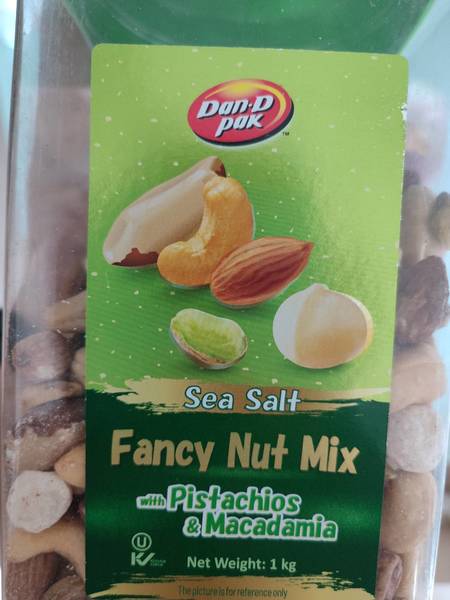 Dan·D
pak
™
Sea Salt
Fancy Nut Mix
with Pistachios
& Macadamia
U
K
Net Weight: 1 kg
The picture is for reference only